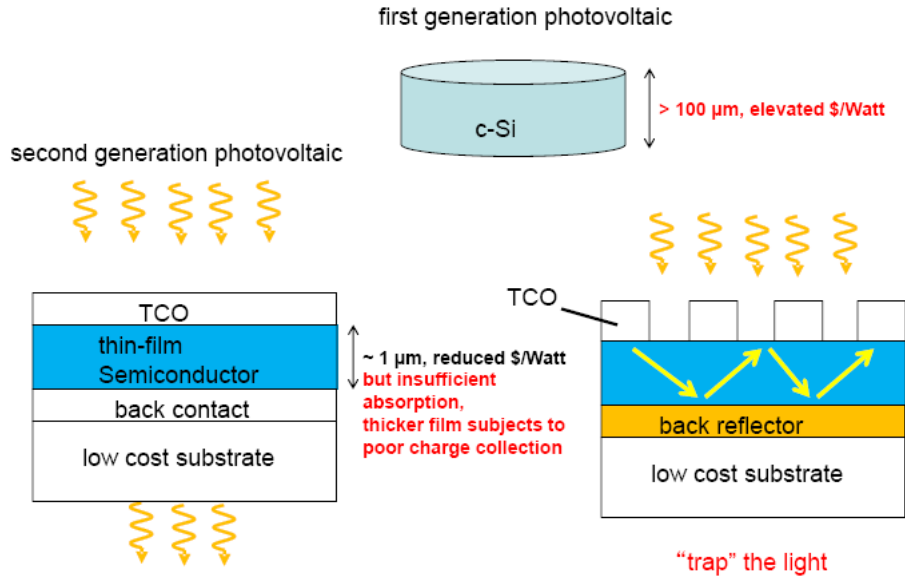 first generation photovoltaic
c-Si
> 100 µm, elevated $/Watt
second generation photovoltaic
TCO
thin-film
Semiconductor
back contact
low cost substrate
~ 1 µm, reduced $/Watt
but insufficient
absorption,
thicker film subjects to
poor charge collection
TCO
back reflector
low cost substrate
“trap” the light